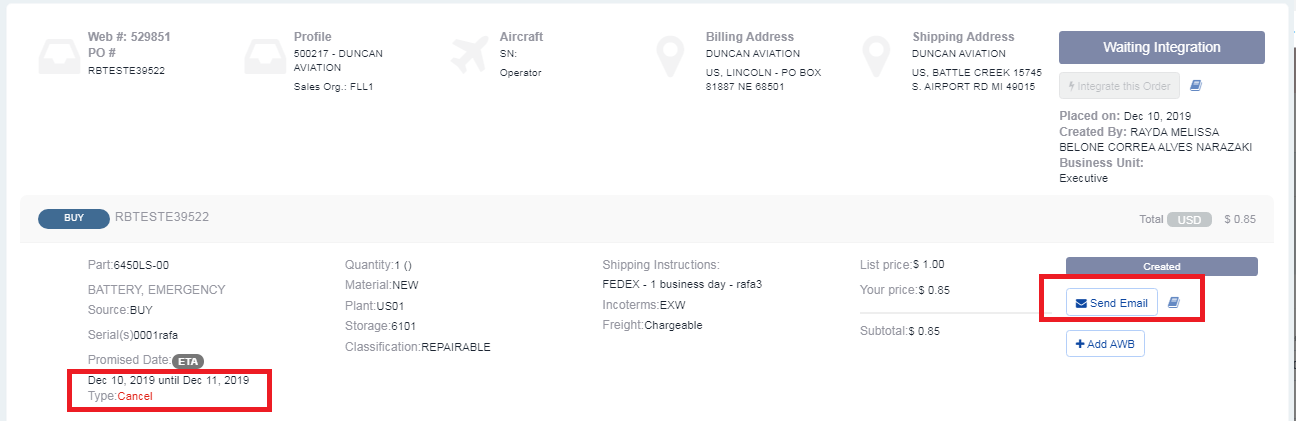 Web #: 529851
PO #
RBTESTE39522
Profile
500217 - DUNCAN
AVIATION
Sales Org.: FLL1
Aircraft
SN:
Operator
Billing Address
DUNCAN AVIATION
US, LINCOLN - PO BOX
81887 NE 68501
Shipping Address
DUNCAN AVIATION
US, BATTLE CREEK 15745
S. AIRPORT RD MI 49015
Waiting Integration
Integrate this Order
Placed on: Dec 10, 2019
Created By: RAYDA MELISSA
BELONE CORREA ALVES NARAZAKI
Business Unit:
Executive
BUY RBTESTE39522
Total USD $ 0.85
Part:6450LS-00
BATTERY, EMERGENCY
Source:BUY
Serial(s)0001rafa
Promised Date:ETA
Dec 10, 2019 until Dec 11, 2019
Type:Cancel
Quantity:1 ()
Material:NEW
Plant:US01
Storage:6101
Classification:REPAIRABLE
Shipping Instructions:
FEDEX - 1 business day - rafa3
Incoterms:EXW
Freight:Chargeable
List price:$ 1.00
Your price:$ 0.85
Subtotal:$ 0.85
Created
Send Email
Add AWB